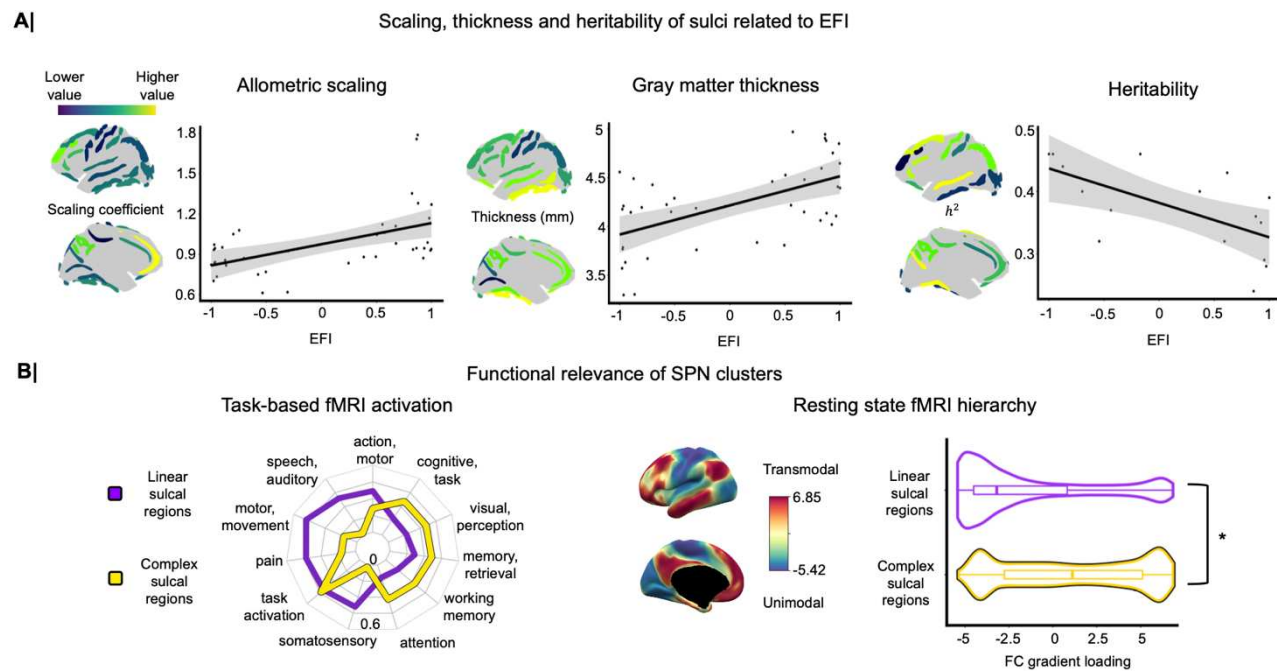 A|
Scaling, thickness and heritability of sulci related to EFI
Lower value
Higher value
Allometric scaling
Scaling coefficient
1.8
1.5
1.2
0.9
0.6
-1
-0.5
0
0.5
1
EFI
Gray matter thickness
Thickness (mm)
5
4.5
4
3.5
-1
-0.5
0
0.5
1
EFI
Heritability
h²
0.5
0.4
0.3
-1
-0.5
0
0.5
1
EFI
B|
Functional relevance of SPN clusters
Task-based fMRI activation
Linear
sulcal
regions
Complex
sulcal
regions
action,
motor
cognitive,
task
visual,
perception
memory,
retrieval
working
memory
attention
somatosensory
task
activation
pain
motor,
movement
speech,
auditory
0
0.6
Resting state fMRI hierarchy
Transmodal
6.85
-5.42
Unimodal
Linear
sulcal
regions
Complex
sulcal
regions
*
-5
-2.5
0
2.5
5
FC gradient loading